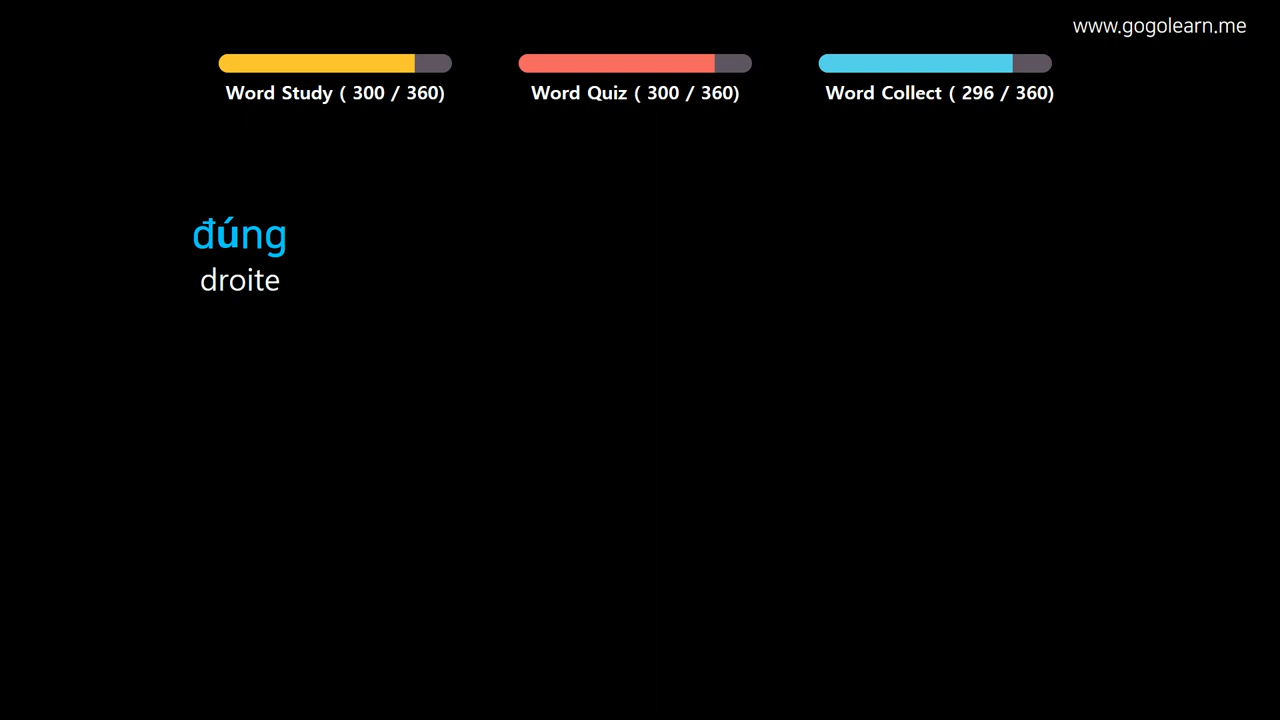 www.gogolearn.me
Word Study ( 300 / 360)
Word Quiz ( 300 / 360)
Word Collect ( 296 / 360)
đúng
droite